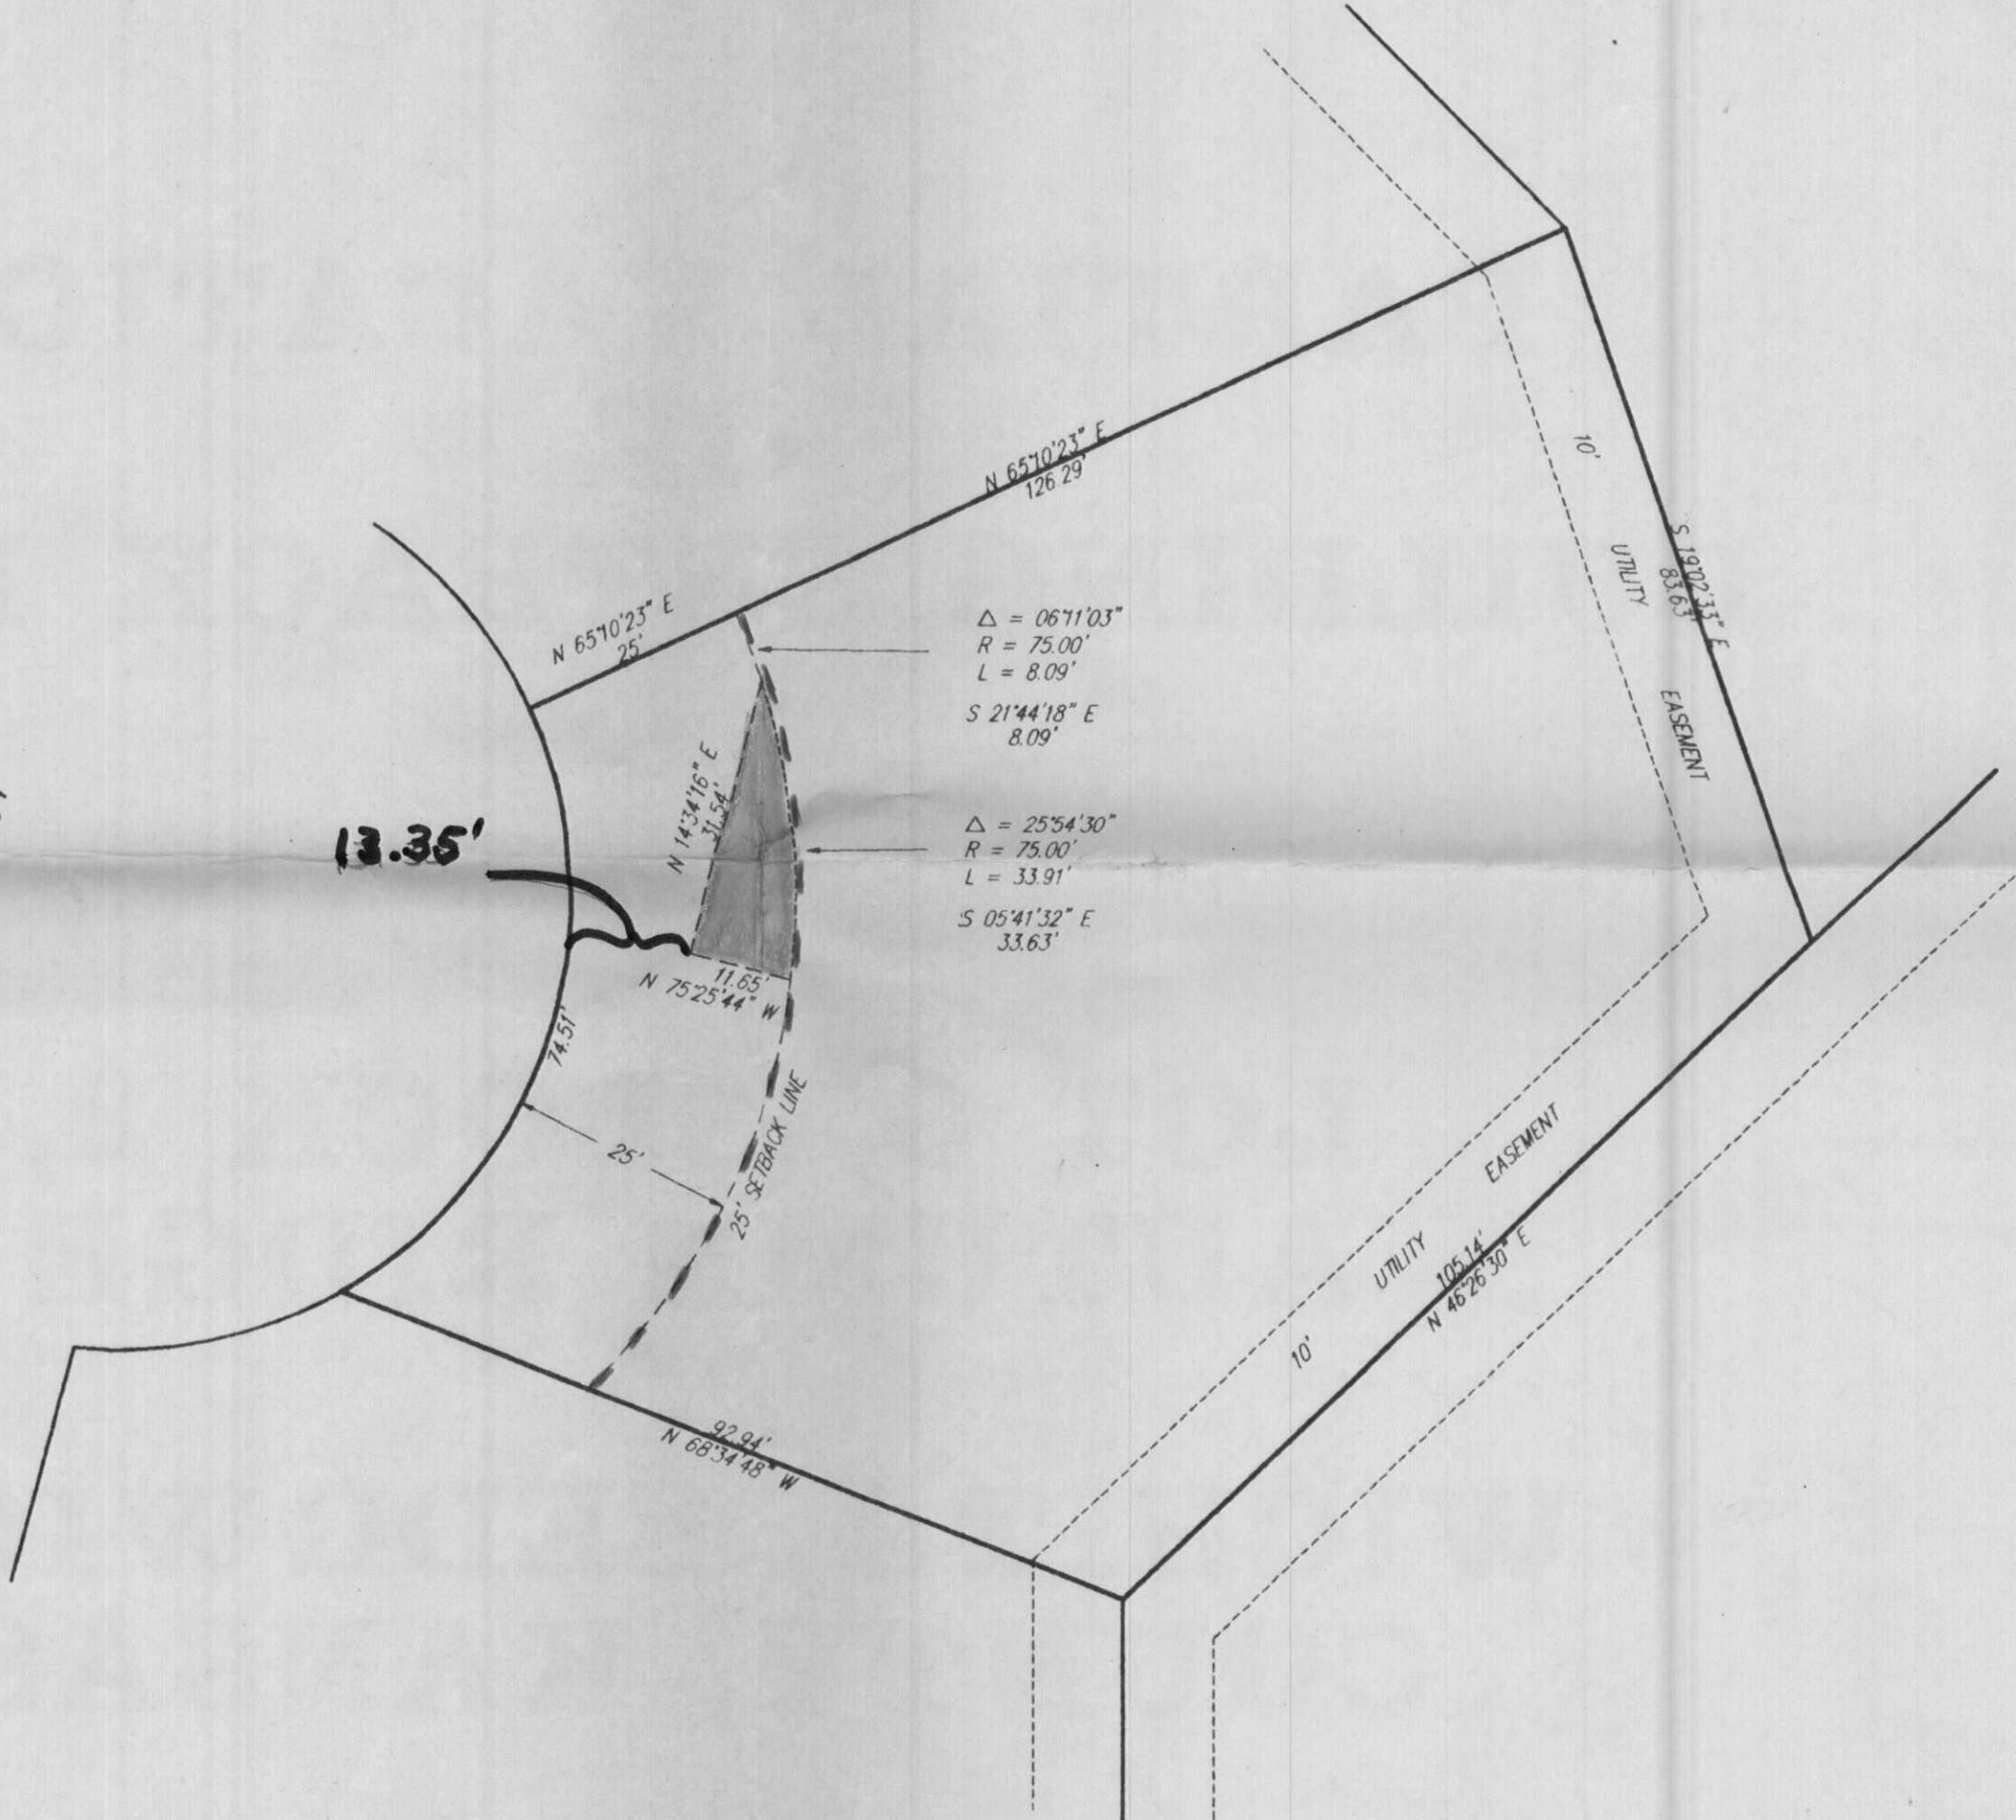 N 65°10'23" E
126.29'
10'
UTILITY
EASEMENT
S 19°02'33" E
83.63'
N 65°10'23" E
25'
Δ = 06°11'03"
R = 75.00'
L = 8.09'
S 21°44'18" E
8.09'
N 14°34'16" E
31.54'
13.35'
Δ = 25°54'30"
R = 75.00'
L = 33.91'
S 05°41'32" E
33.63'
11.65'
N 75°25'44" W
74.51'
25'
25' SETBACK LINE
EASEMENT
UTILITY
10'
105.14'
N 46°26'30" E
92.94'
N 68°34'48" W